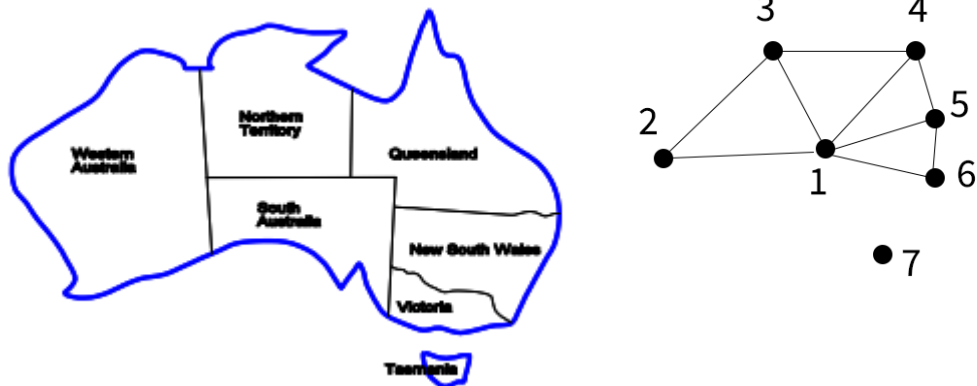 Northern
Territory
Western
Australia
Queensland
South
Australia
New South Wales
Victoria
Tasmania
3
4
2
5
1
6
7